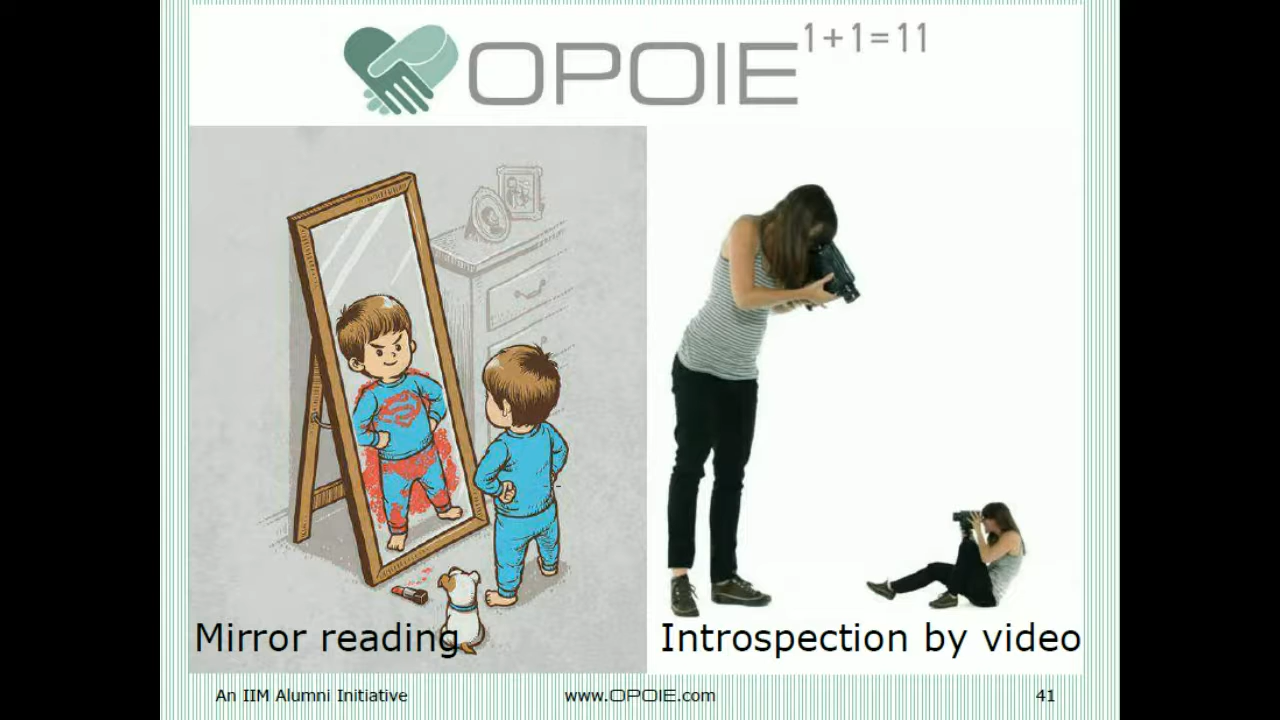 OPOIE 1+1=11
Mirror reading
Introspection by video
An IIM Alumni Initiative
www.OPOIE.com
41